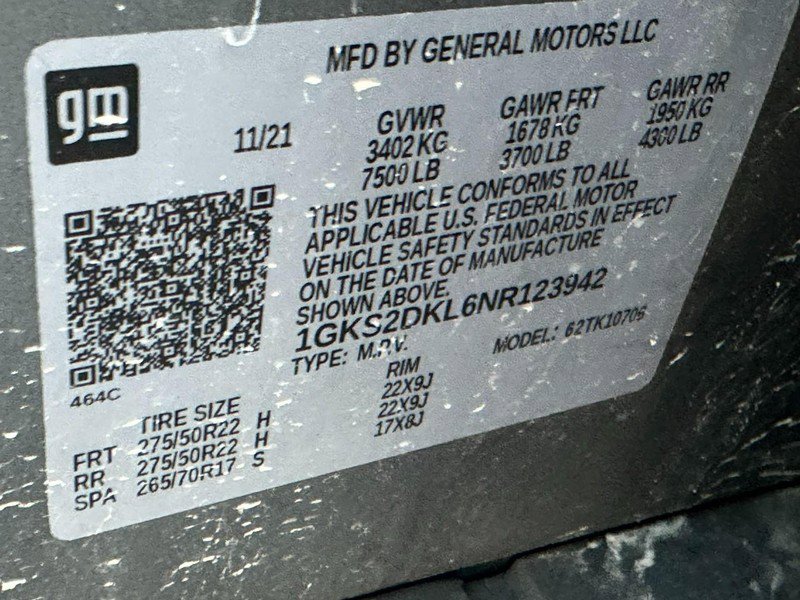 MFD BY GENERAL MOTORS LLC
gm
11/21
GVWR GAWR FRT GAWR RR
3402 KG 1678 KG 1950 KG
7500 LB 3700 LB 4300 LB
THIS VEHICLE CONFORMS TO ALL
APPLICABLE U.S. FEDERAL MOTOR
VEHICLE SAFETY STANDARDS IN EFFECT
ON THE DATE OF MANUFACTURE
SHOWN ABOVE.
1GKS2DKL6NR123942
TYPE: M.P.V. MODEL: 62TK10706
464C
TIRE SIZE RIM
FRT 275/50R22 H 22X9J
RR 275/50R22 H 22X9J
SPA 265/70R17 S 17X8J